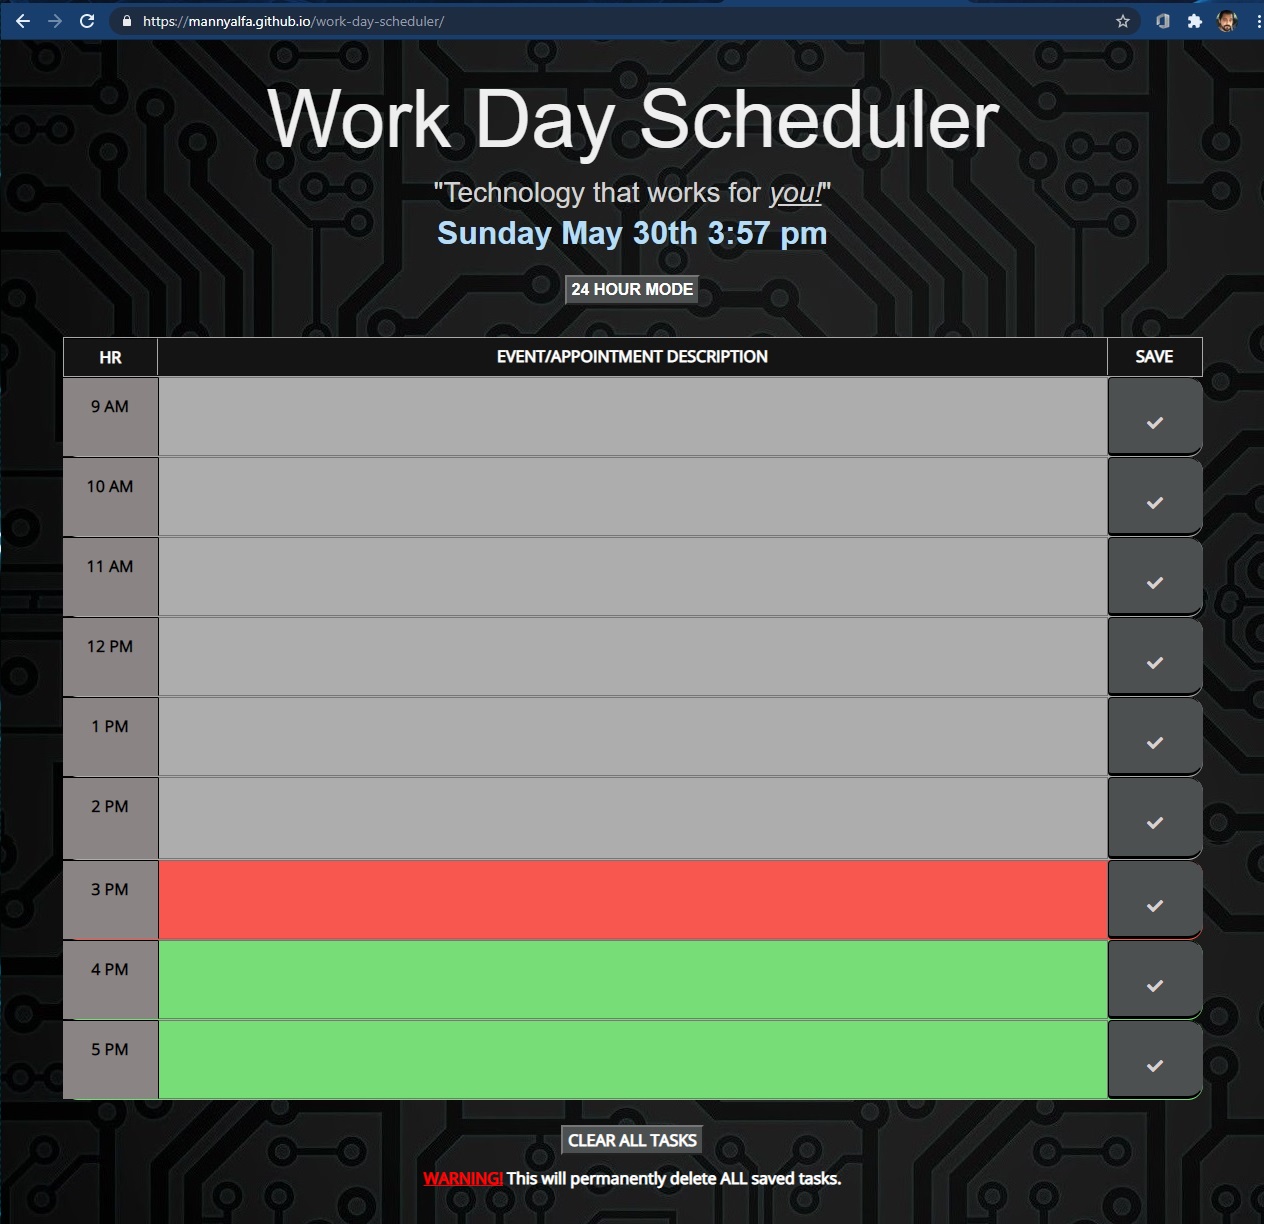 https://mannyalfa.github.io/work-day-scheduler/
Work Day Scheduler
"Technology that works for you!"
Sunday May 30th 3:57 pm
24 HOUR MODE
HR EVENT/APPOINTMENT DESCRIPTION SAVE
9 AM
10 AM
11 AM
12 PM
1 PM
2 PM
3 PM
4 PM
5 PM
CLEAR ALL TASKS
WARNING! This will permanently delete ALL saved tasks.